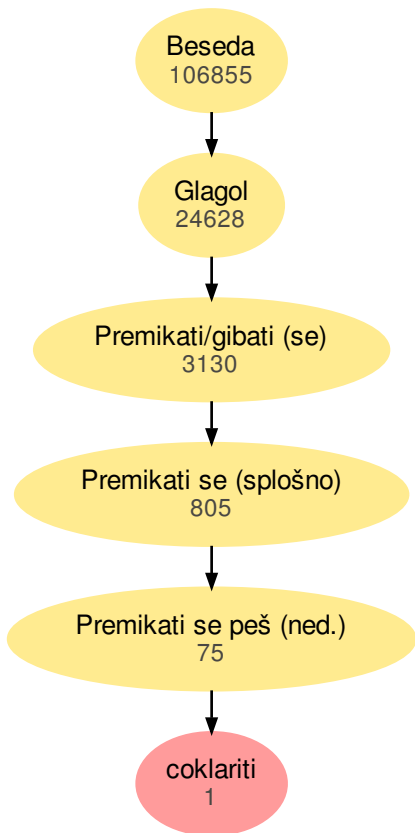 Beseda
106855
Glagol
24628
Premikati/gibati (se)
3130
Premikati se (splošno)
805
Premikati se peš (ned.)
75
coklariti
1